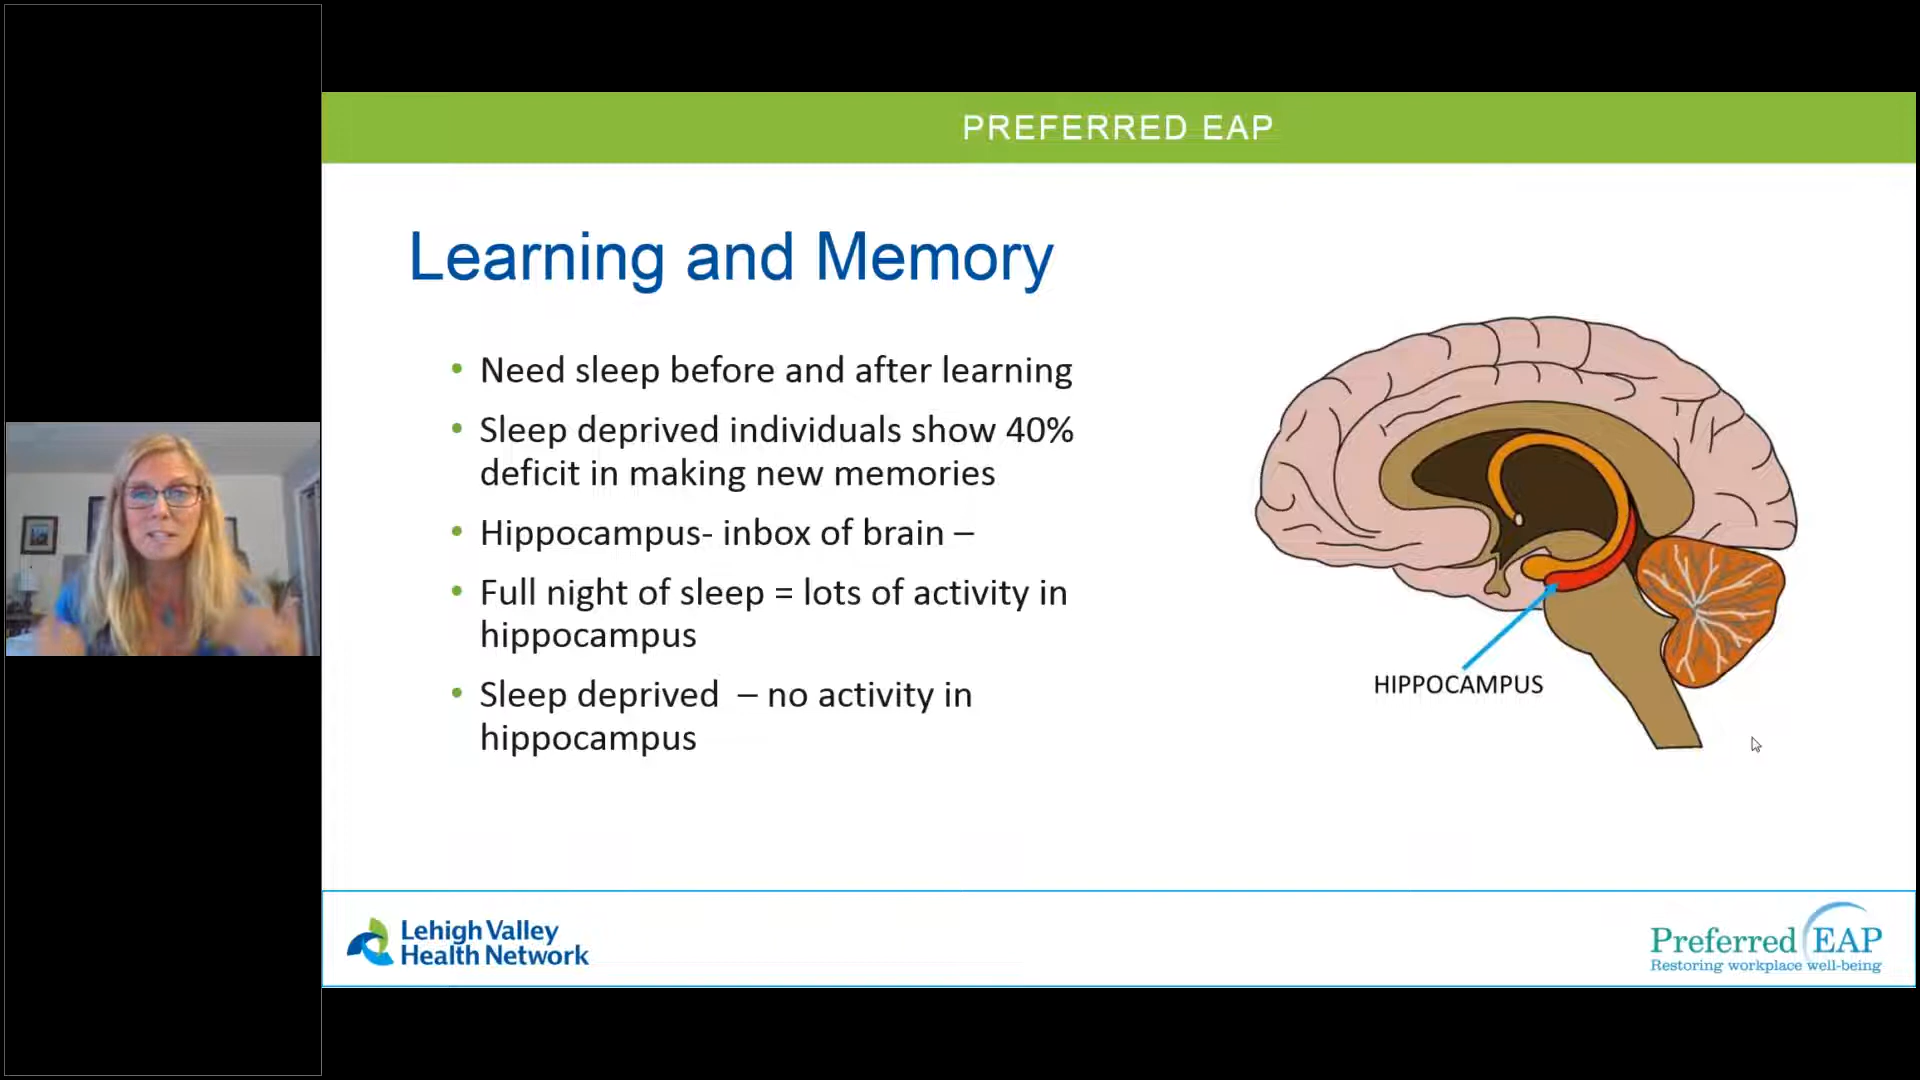 PREFERRED EAP
Learning and Memory
• Need sleep before and after learning
• Sleep deprived individuals show 40%
deficit in making new memories
• Hippocampus- inbox of brain –
• Full night of sleep = lots of activity in
hippocampus
• Sleep deprived – no activity in
hippocampus
HIPPOCAMPUS
Lehigh Valley
Health Network
Preferred EAP
Restoring workplace well-being